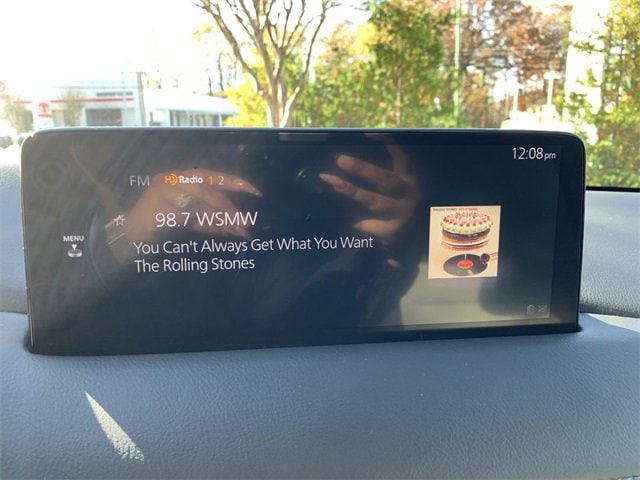 12:08pm
FM HD Radio 1 2
98.7 WSMW
MENU
You Can't Always Get What You Want
The Rolling Stones